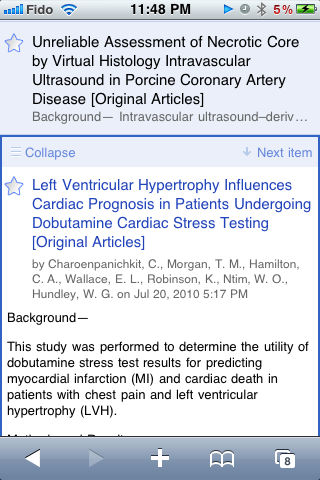 Fido 11:48 PM 5%
Unreliable Assessment of Necrotic Core
by Virtual Histology Intravascular
Ultrasound in Porcine Coronary Artery
Disease [Original Articles]
Background— Intravascular ultrasound–deriv…
Collapse Next item
Left Ventricular Hypertrophy Influences
Cardiac Prognosis in Patients Undergoing
Dobutamine Cardiac Stress Testing
[Original Articles]
by Charoenpanichkit, C., Morgan, T. M., Hamilton,
C. A., Wallace, E. L., Robinson, K., Ntim, W. O.,
Hundley, W. G. on Jul 20, 2010 5:17 PM
Background—
This study was performed to determine the utility of
dobutamine stress test results for predicting
myocardial infarction (MI) and cardiac death in
patients with chest pain and left ventricular
hypertrophy (LVH).
8